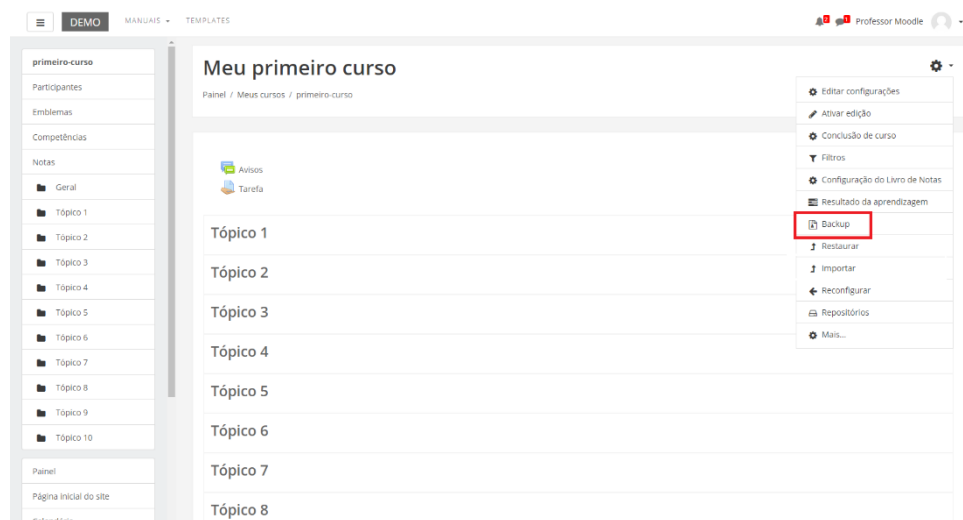 DEMO MANUAIS TEMPLATES 2 1 Professor Moodle
primeiro-curso
Participantes
Emblemas
Competências
Notas
Geral
Tópico 1
Tópico 2
Tópico 3
Tópico 4
Tópico 5
Tópico 6
Tópico 7
Tópico 8
Tópico 9
Tópico 10
Painel
Página inicial do site
Meu primeiro curso
Painel / Meus cursos / primeiro-curso
Avisos
Tarefa
Tópico 1
Tópico 2
Tópico 3
Tópico 4
Tópico 5
Tópico 6
Tópico 7
Tópico 8
Editar configurações
Ativar edição
Conclusão de curso
Filtros
Configuração do Livro de Notas
Resultado da aprendizagem
Backup
Restaurar
Importar
Reconfigurar
Repositórios
Mais...